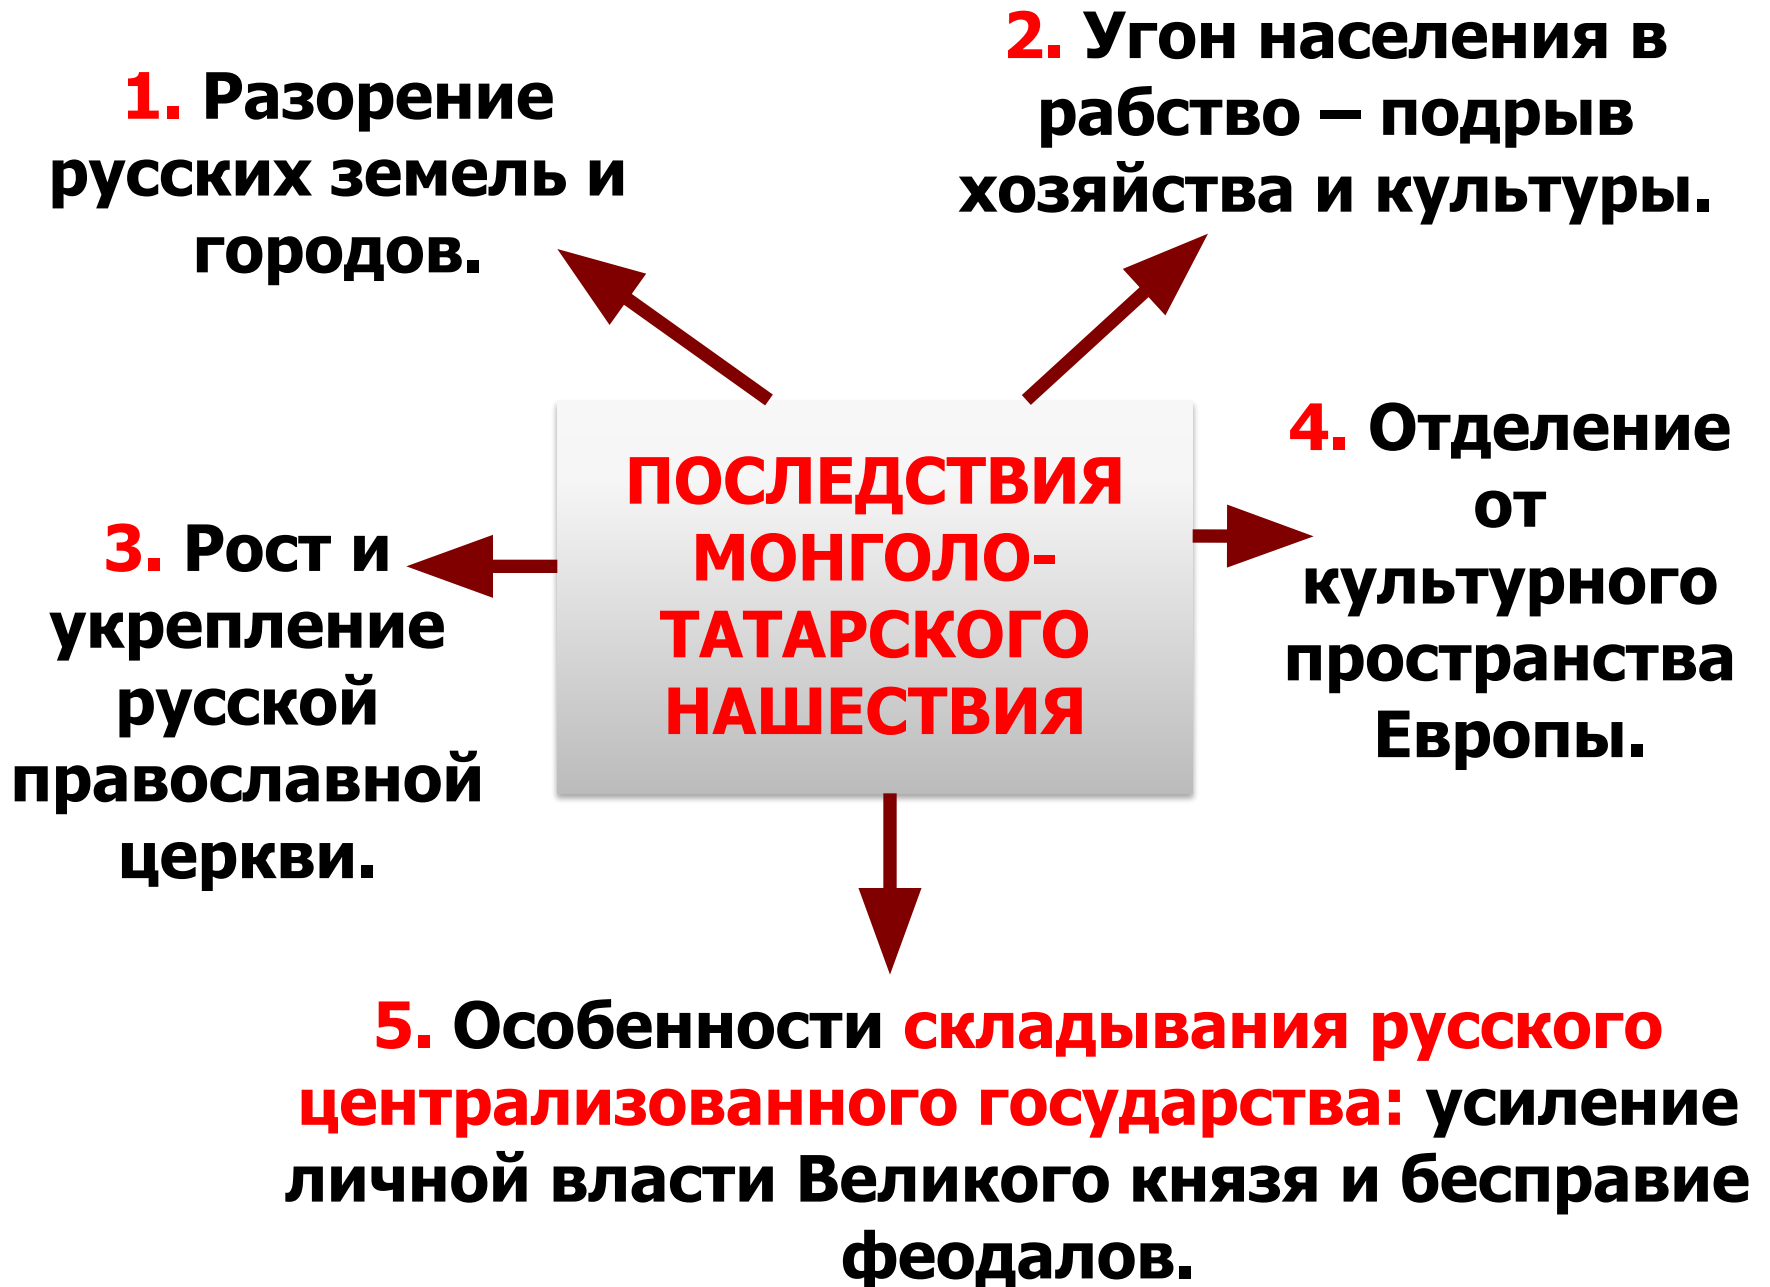 1. Разорение
русских земель и
городов.
2. Угон населения в
рабство – подрыв
хозяйства и культуры.
ПОСЛЕДСТВИЯ
МОНГОЛО-
ТАТАРСКОГО
НАШЕСТВИЯ
3. Рост и
укрепление
русской
православной
церкви.
4. Отделение
от
культурного
пространства
Европы.
5. Особенности складывания русского
централизованного государства: усиление
личной власти Великого князя и бесправие
феодалов.